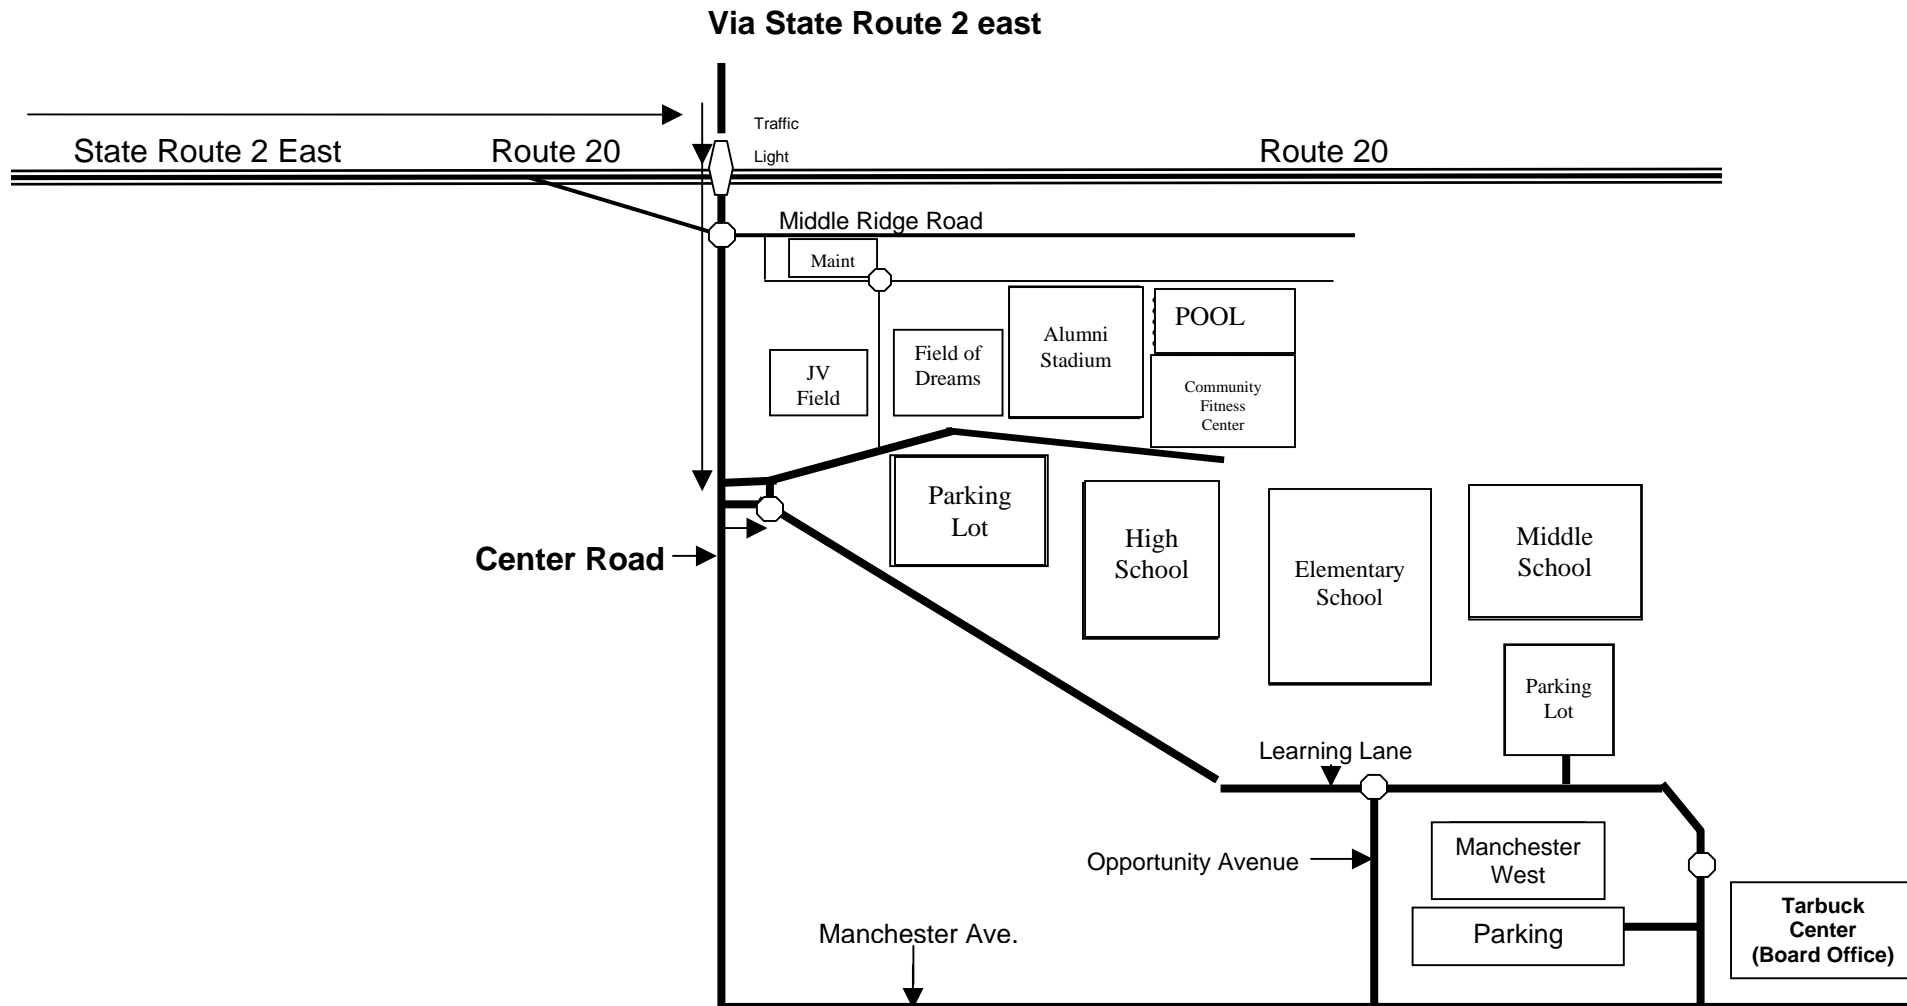 Via State Route 2 east
Traffic
Light
State Route 2 East
Route 20
Route 20
Middle Ridge Road
Maint
POOL
Alumni
Stadium
Field of
Dreams
JV
Field
Community
Fitness
Center
Parking
Lot
High
School
Elementary
School
Middle
School
Center Road
Parking
Lot
Learning Lane
Opportunity Avenue
Manchester
West
Parking
Tarbuck
Center
(Board Office)
Manchester Ave.